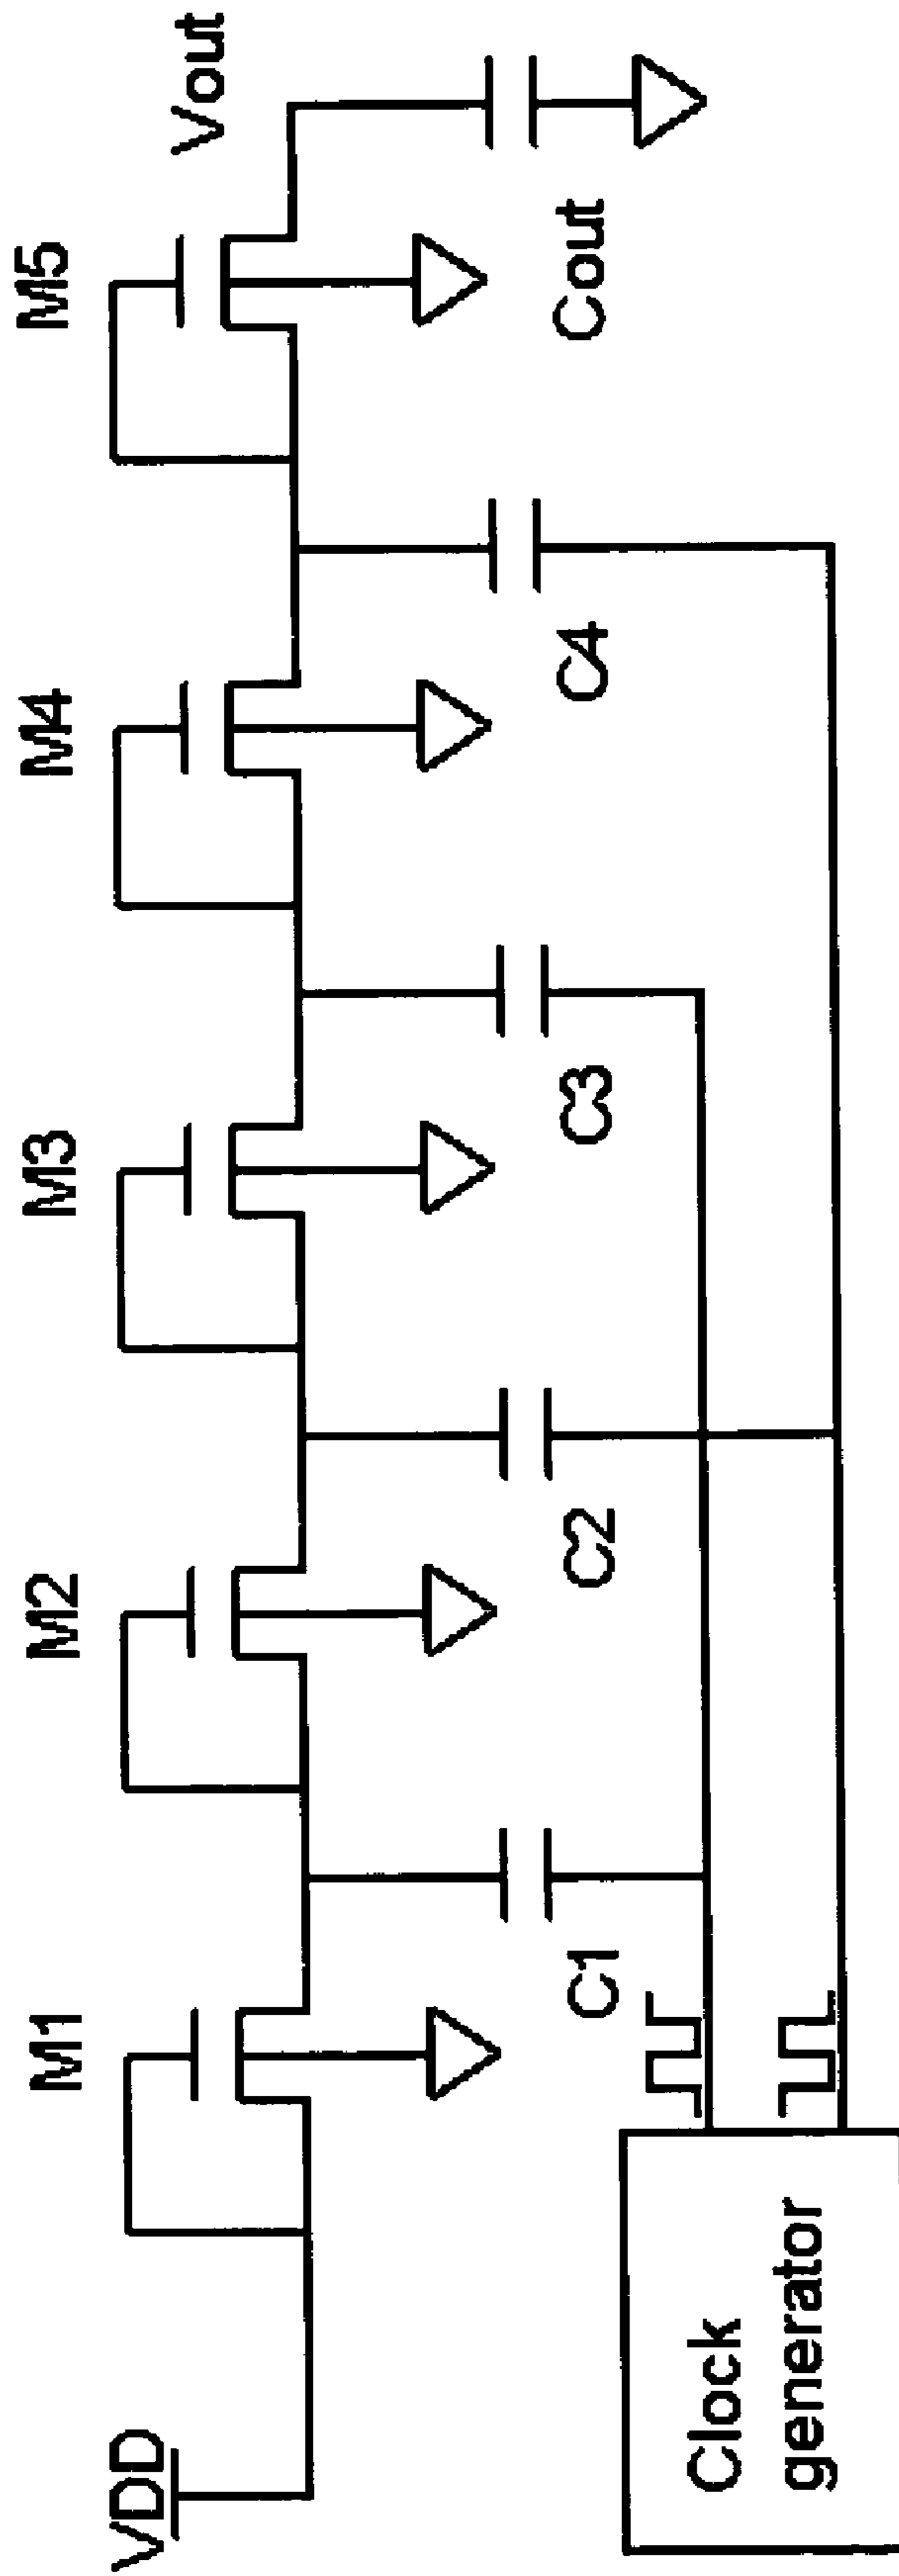 VDD
M1
M2
M3
M4
M5
Vout
C1
C2
C3
C4
Cout
Clock
generator